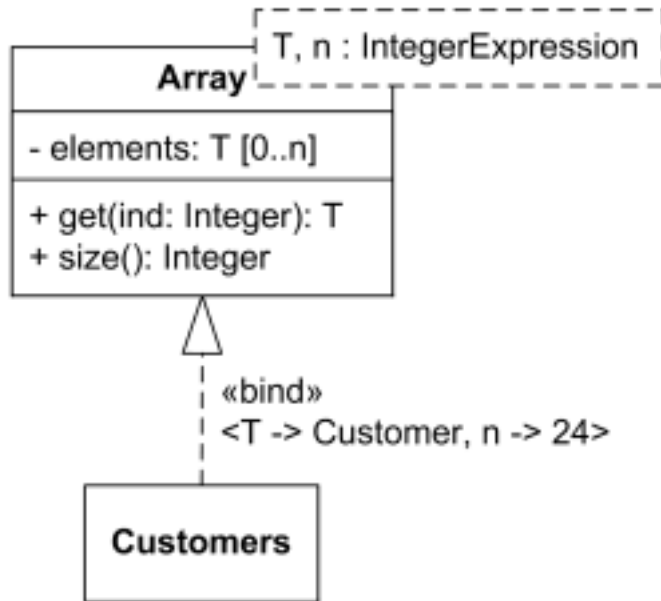 T, n : IntegerExpression
Array
- elements: T [0..n]
+ get(ind: Integer): T
+ size(): Integer
«bind»
<T -> Customer, n -> 24>
Customers